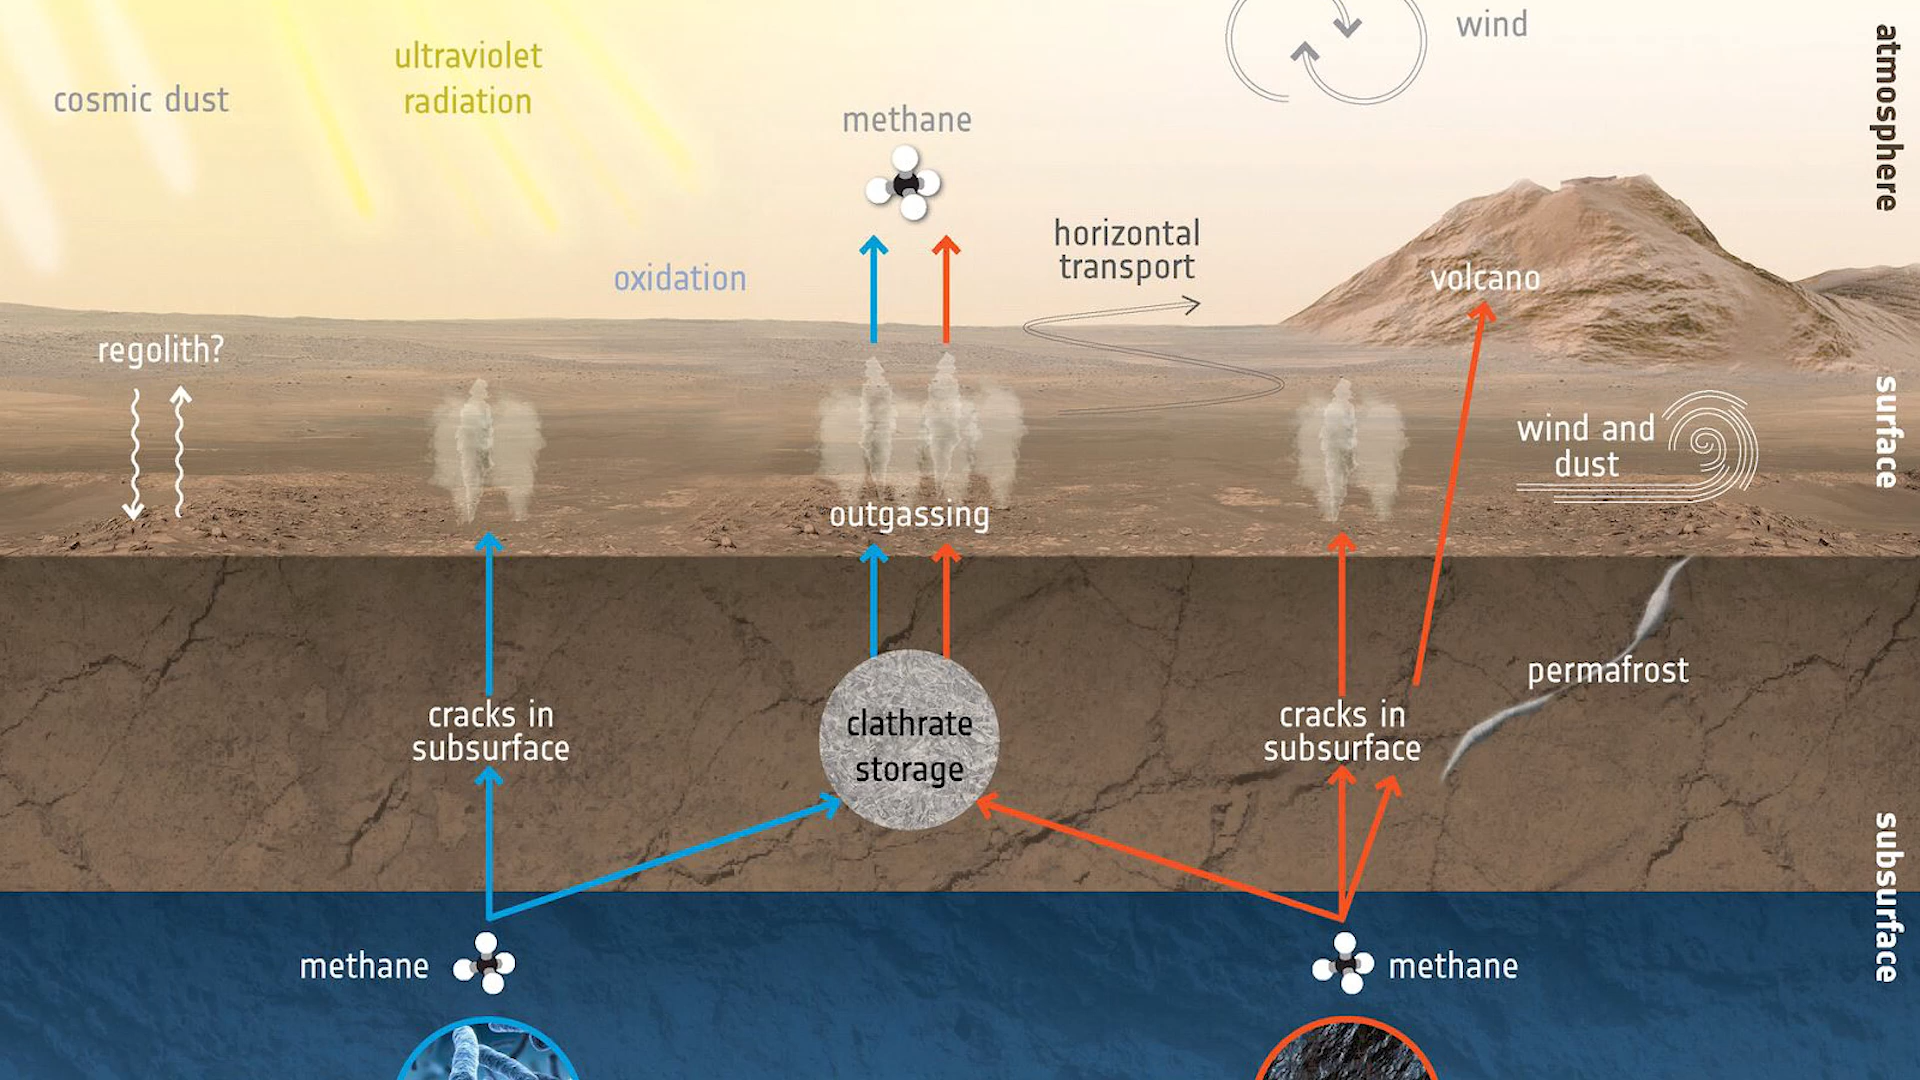 wind
atmosphere
ultraviolet
radiation
cosmic dust
methane
horizontal
transport
oxidation
volcano
regolith?
surface
wind and
dust
outgassing
permafrost
cracks in
subsurface
clathrate
storage
cracks in
subsurface
subsurface
methane
methane